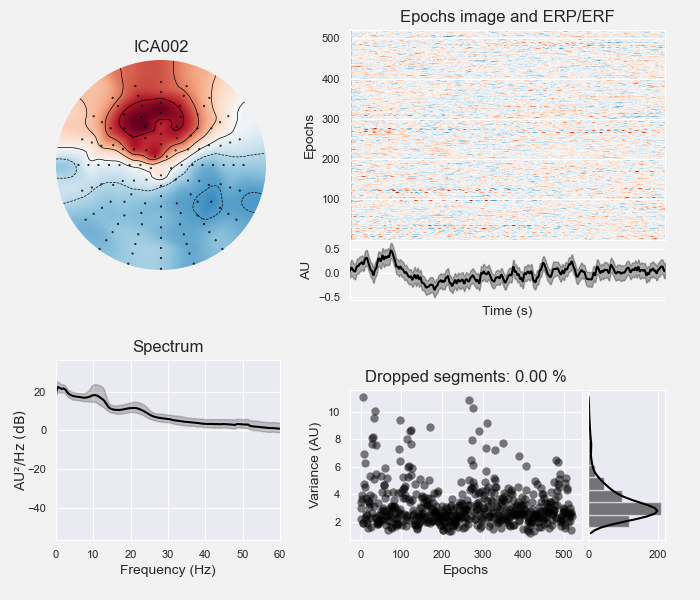 ICA002
Epochs image and ERP/ERF
Epochs
500
400
300
200
100
AU
0.5
0.0
−0.5
Time (s)
Spectrum
AU²/Hz (dB)
20
0
−20
−40
0 10 20 30 40 50 60
Frequency (Hz)
Dropped segments: 0.00 %
Variance (AU)
10
8
6
4
2
0 100 200 300 400 500
Epochs
0 200